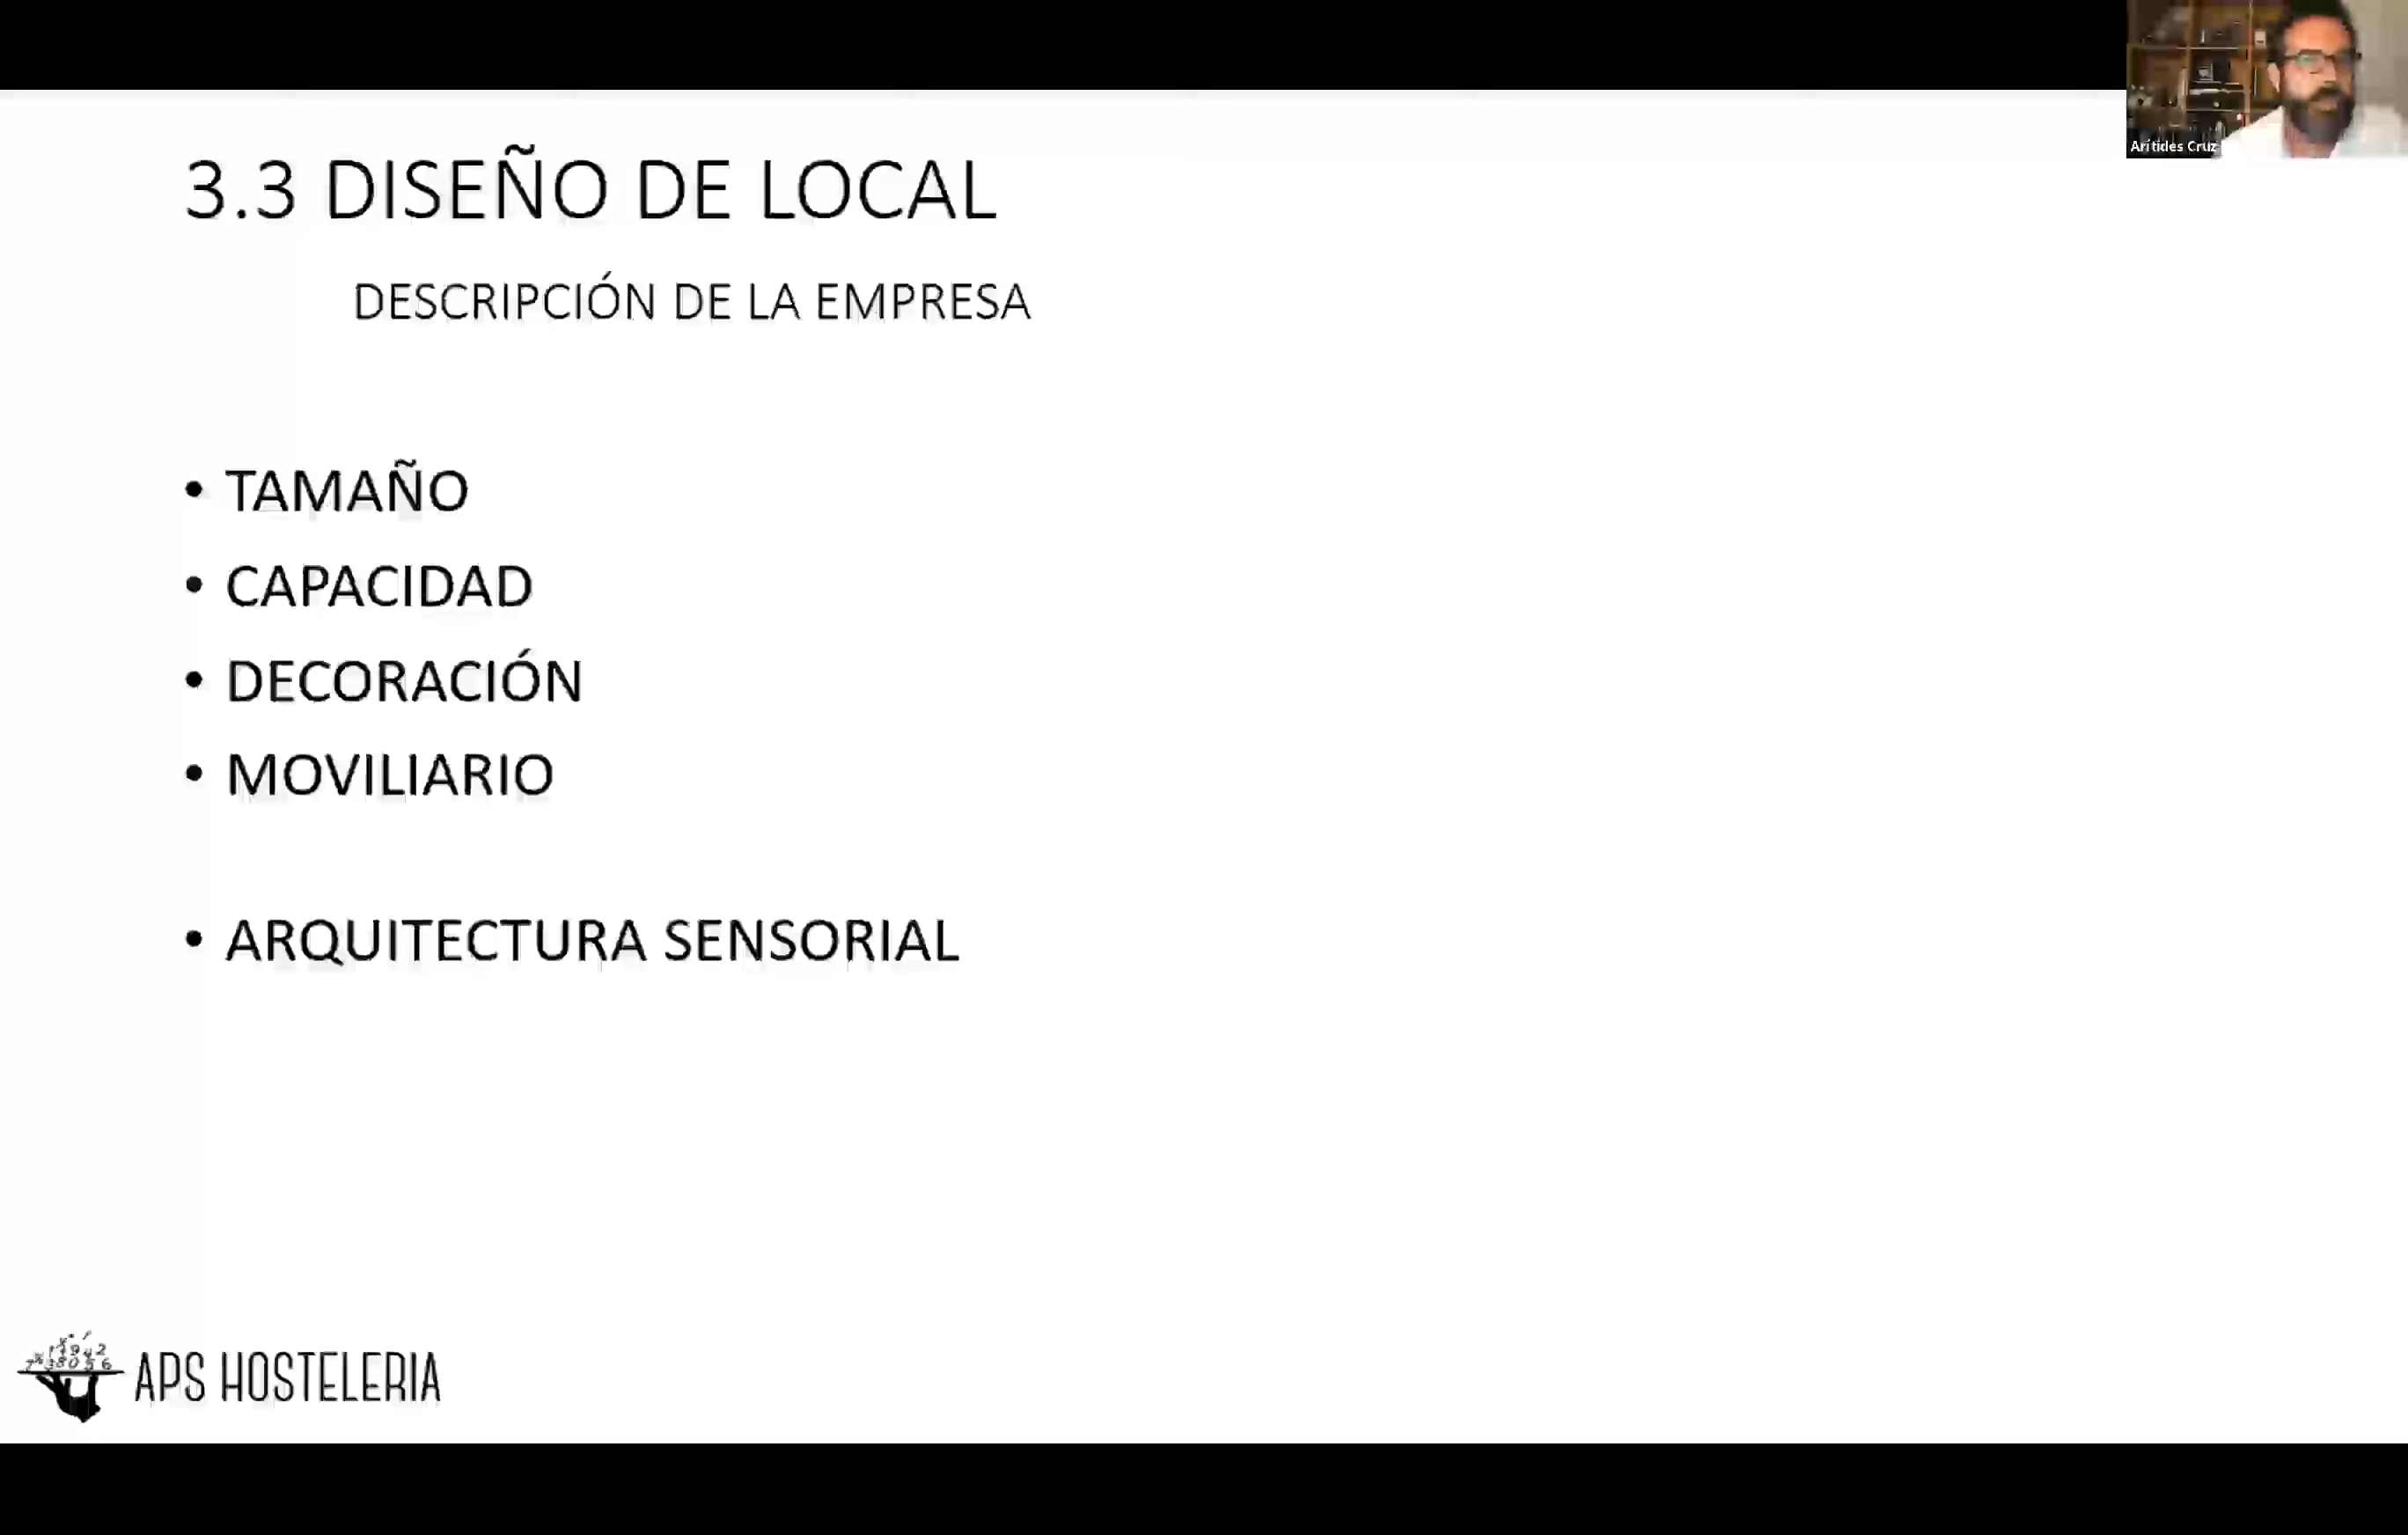 Arítides Cruz
3.3 DISEÑO DE LOCAL
DESCRIPCIÓN DE LA EMPRESA
• TAMAÑO
• CAPACIDAD
• DECORACIÓN
• MOVILIARIO
• ARQUITECTURA SENSORIAL
APS HOSTELERIA